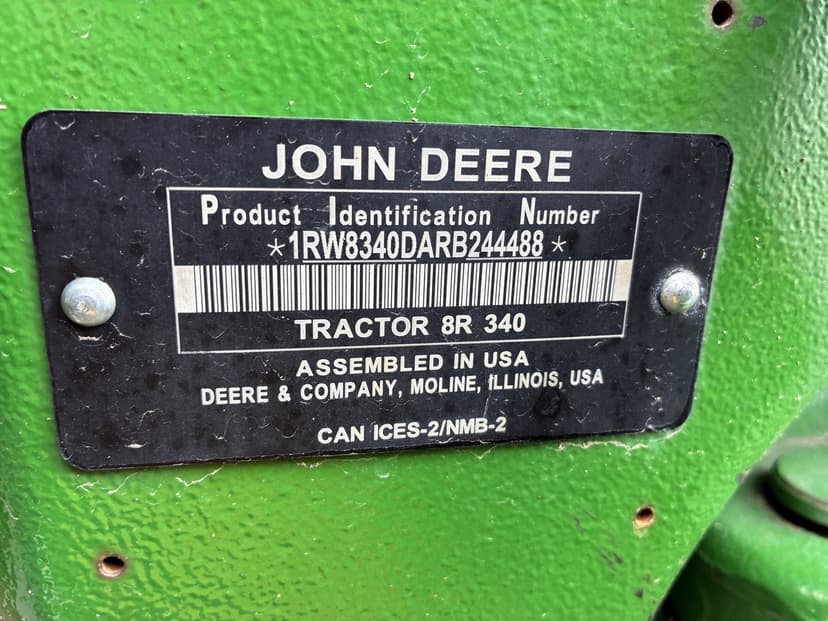 JOHN DEERE
Product Identification Number
*1RW8340DARB244488*
TRACTOR 8R 340
ASSEMBLED IN USA
DEERE & COMPANY, MOLINE, ILLINOIS, USA
CAN ICES-2/NMB-2